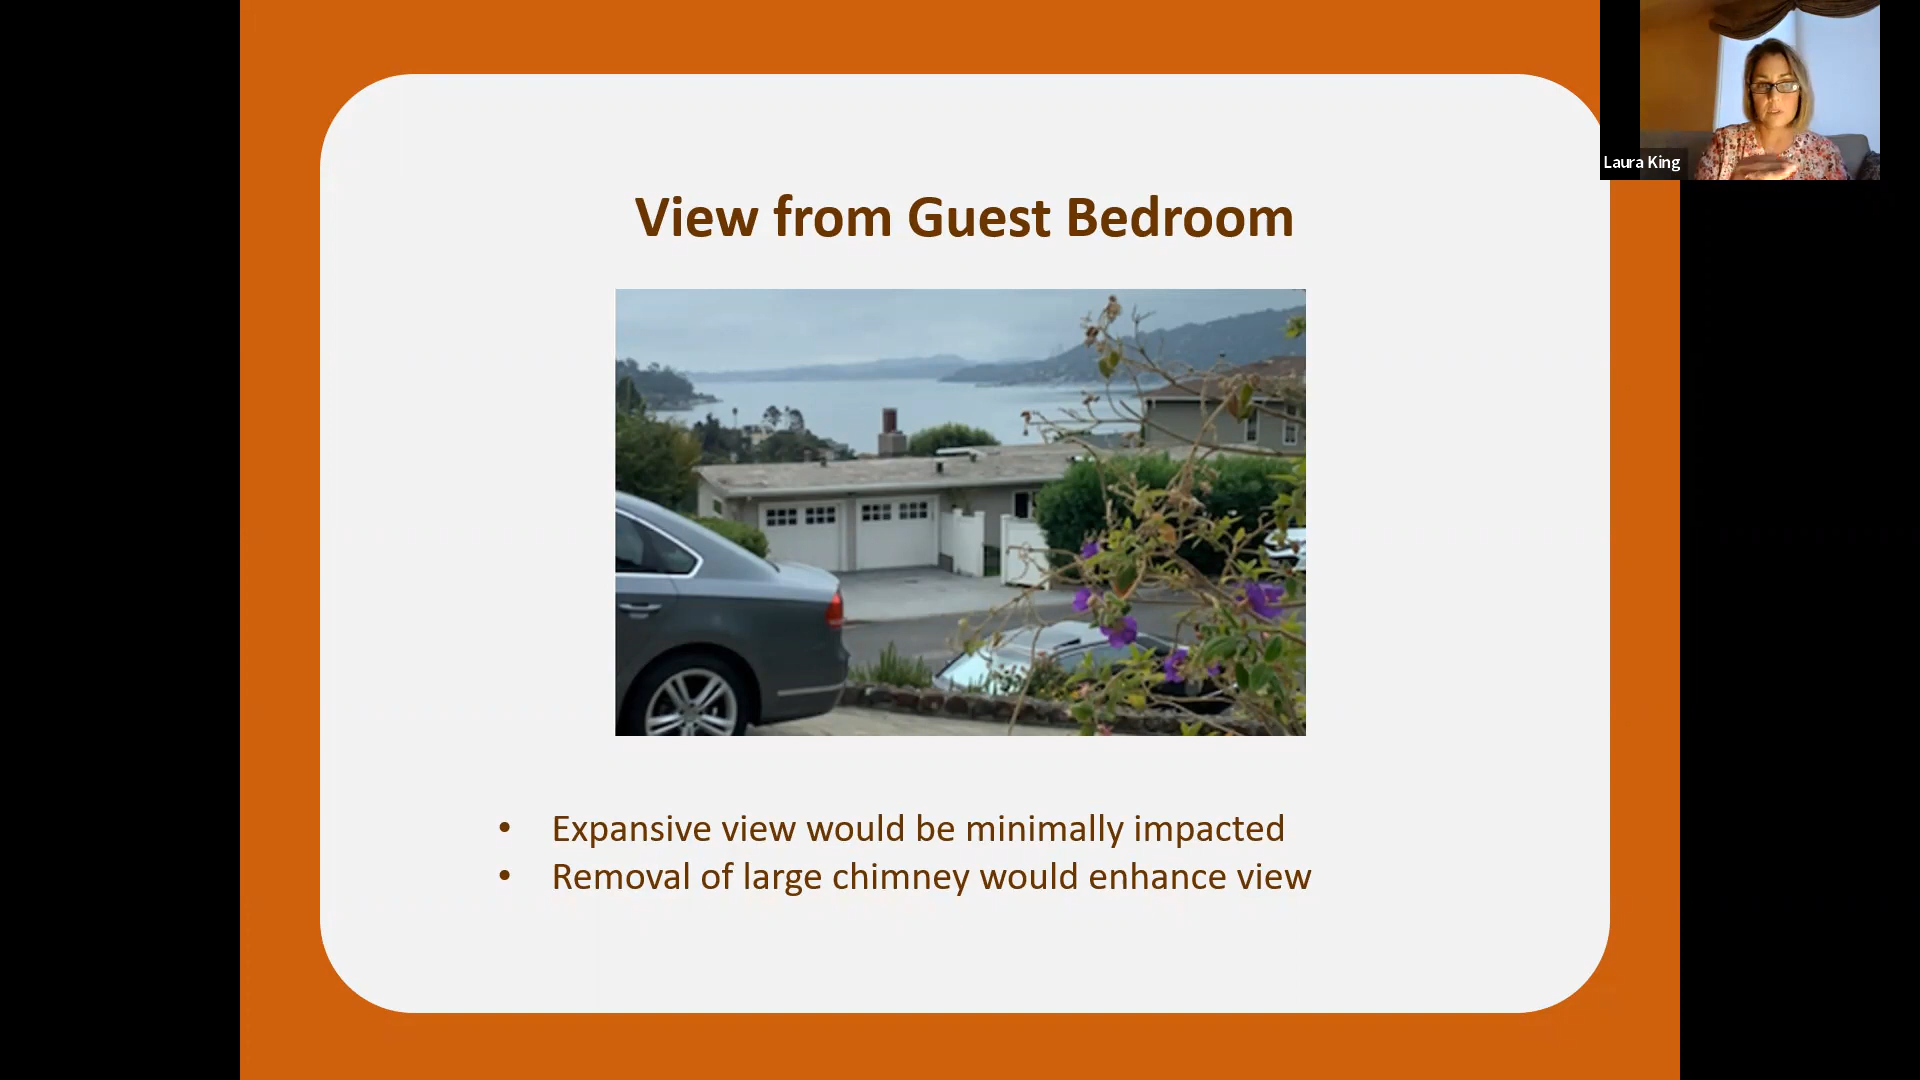 Laura King
View from Guest Bedroom
• Expansive view would be minimally impacted
• Removal of large chimney would enhance view